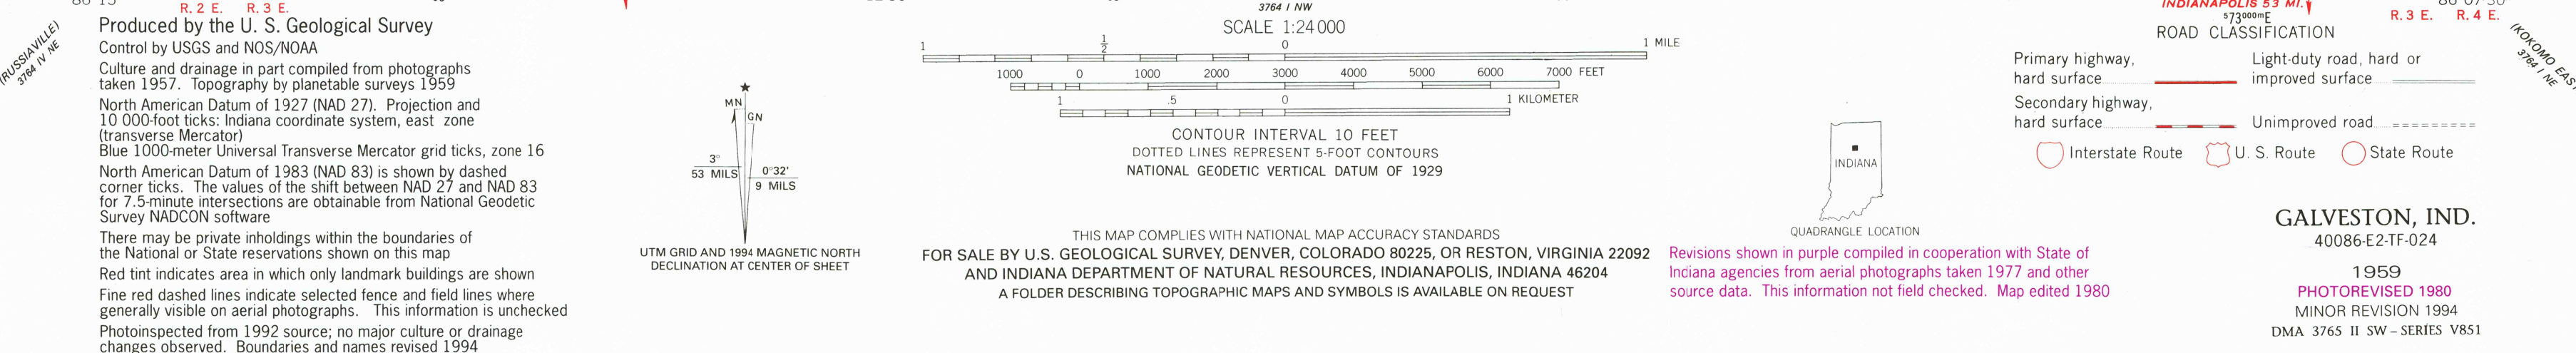 R. 2 E. R. 3 E.
(RUSSIAVILLE)
3764 IV NE
Produced by the U. S. Geological Survey
Control by USGS and NOS/NOAA
Culture and drainage in part compiled from photographs
taken 1957. Topography by planetable surveys 1959
North American Datum of 1927 (NAD 27). Projection and
10 000-foot ticks: Indiana coordinate system, east zone
(transverse Mercator)
Blue 1000-meter Universal Transverse Mercator grid ticks, zone 16
North American Datum of 1983 (NAD 83) is shown by dashed
corner ticks. The values of the shift between NAD 27 and NAD 83
for 7.5-minute intersections are obtainable from National Geodetic
Survey NADCON software
There may be private inholdings within the boundaries of
the National or State reservations shown on this map
Red tint indicates area in which only landmark buildings are shown
Fine red dashed lines indicate selected fence and field lines where
generally visible on aerial photographs. This information is unchecked
Photoinspected from 1992 source; no major culture or drainage
changes observed. Boundaries and names revised 1994
MN
GN
3°
53 MILS
0°32'
9 MILS
UTM GRID AND 1994 MAGNETIC NORTH
DECLINATION AT CENTER OF SHEET
3764 I NW
SCALE 1:24 000
1 1/2 0 1 MILE
1000 0 1000 2000 3000 4000 5000 6000 7000 FEET
1 .5 0 1 KILOMETER
CONTOUR INTERVAL 10 FEET
DOTTED LINES REPRESENT 5-FOOT CONTOURS
NATIONAL GEODETIC VERTICAL DATUM OF 1929
THIS MAP COMPLIES WITH NATIONAL MAP ACCURACY STANDARDS
FOR SALE BY U.S. GEOLOGICAL SURVEY, DENVER, COLORADO 80225, OR RESTON, VIRGINIA 22092
AND INDIANA DEPARTMENT OF NATURAL RESOURCES, INDIANAPOLIS, INDIANA 46204
A FOLDER DESCRIBING TOPOGRAPHIC MAPS AND SYMBOLS IS AVAILABLE ON REQUEST
INDIANA
QUADRANGLE LOCATION
Revisions shown in purple compiled in cooperation with State of
Indiana agencies from aerial photographs taken 1977 and other
source data. This information not field checked. Map edited 1980
INDIANAPOLIS 53 MI.
573000mE
R. 3 E. R. 4 E.
(KOKOMO EAST)
3764 I NE
ROAD CLASSIFICATION
Primary highway,
hard surface
Light-duty road, hard or
improved surface
Secondary highway,
hard surface
Unimproved road
Interstate Route U. S. Route State Route
GALVESTON, IND.
40086-E2-TF-024
1959
PHOTOREVISED 1980
MINOR REVISION 1994
DMA 3765 II SW – SERIES V851